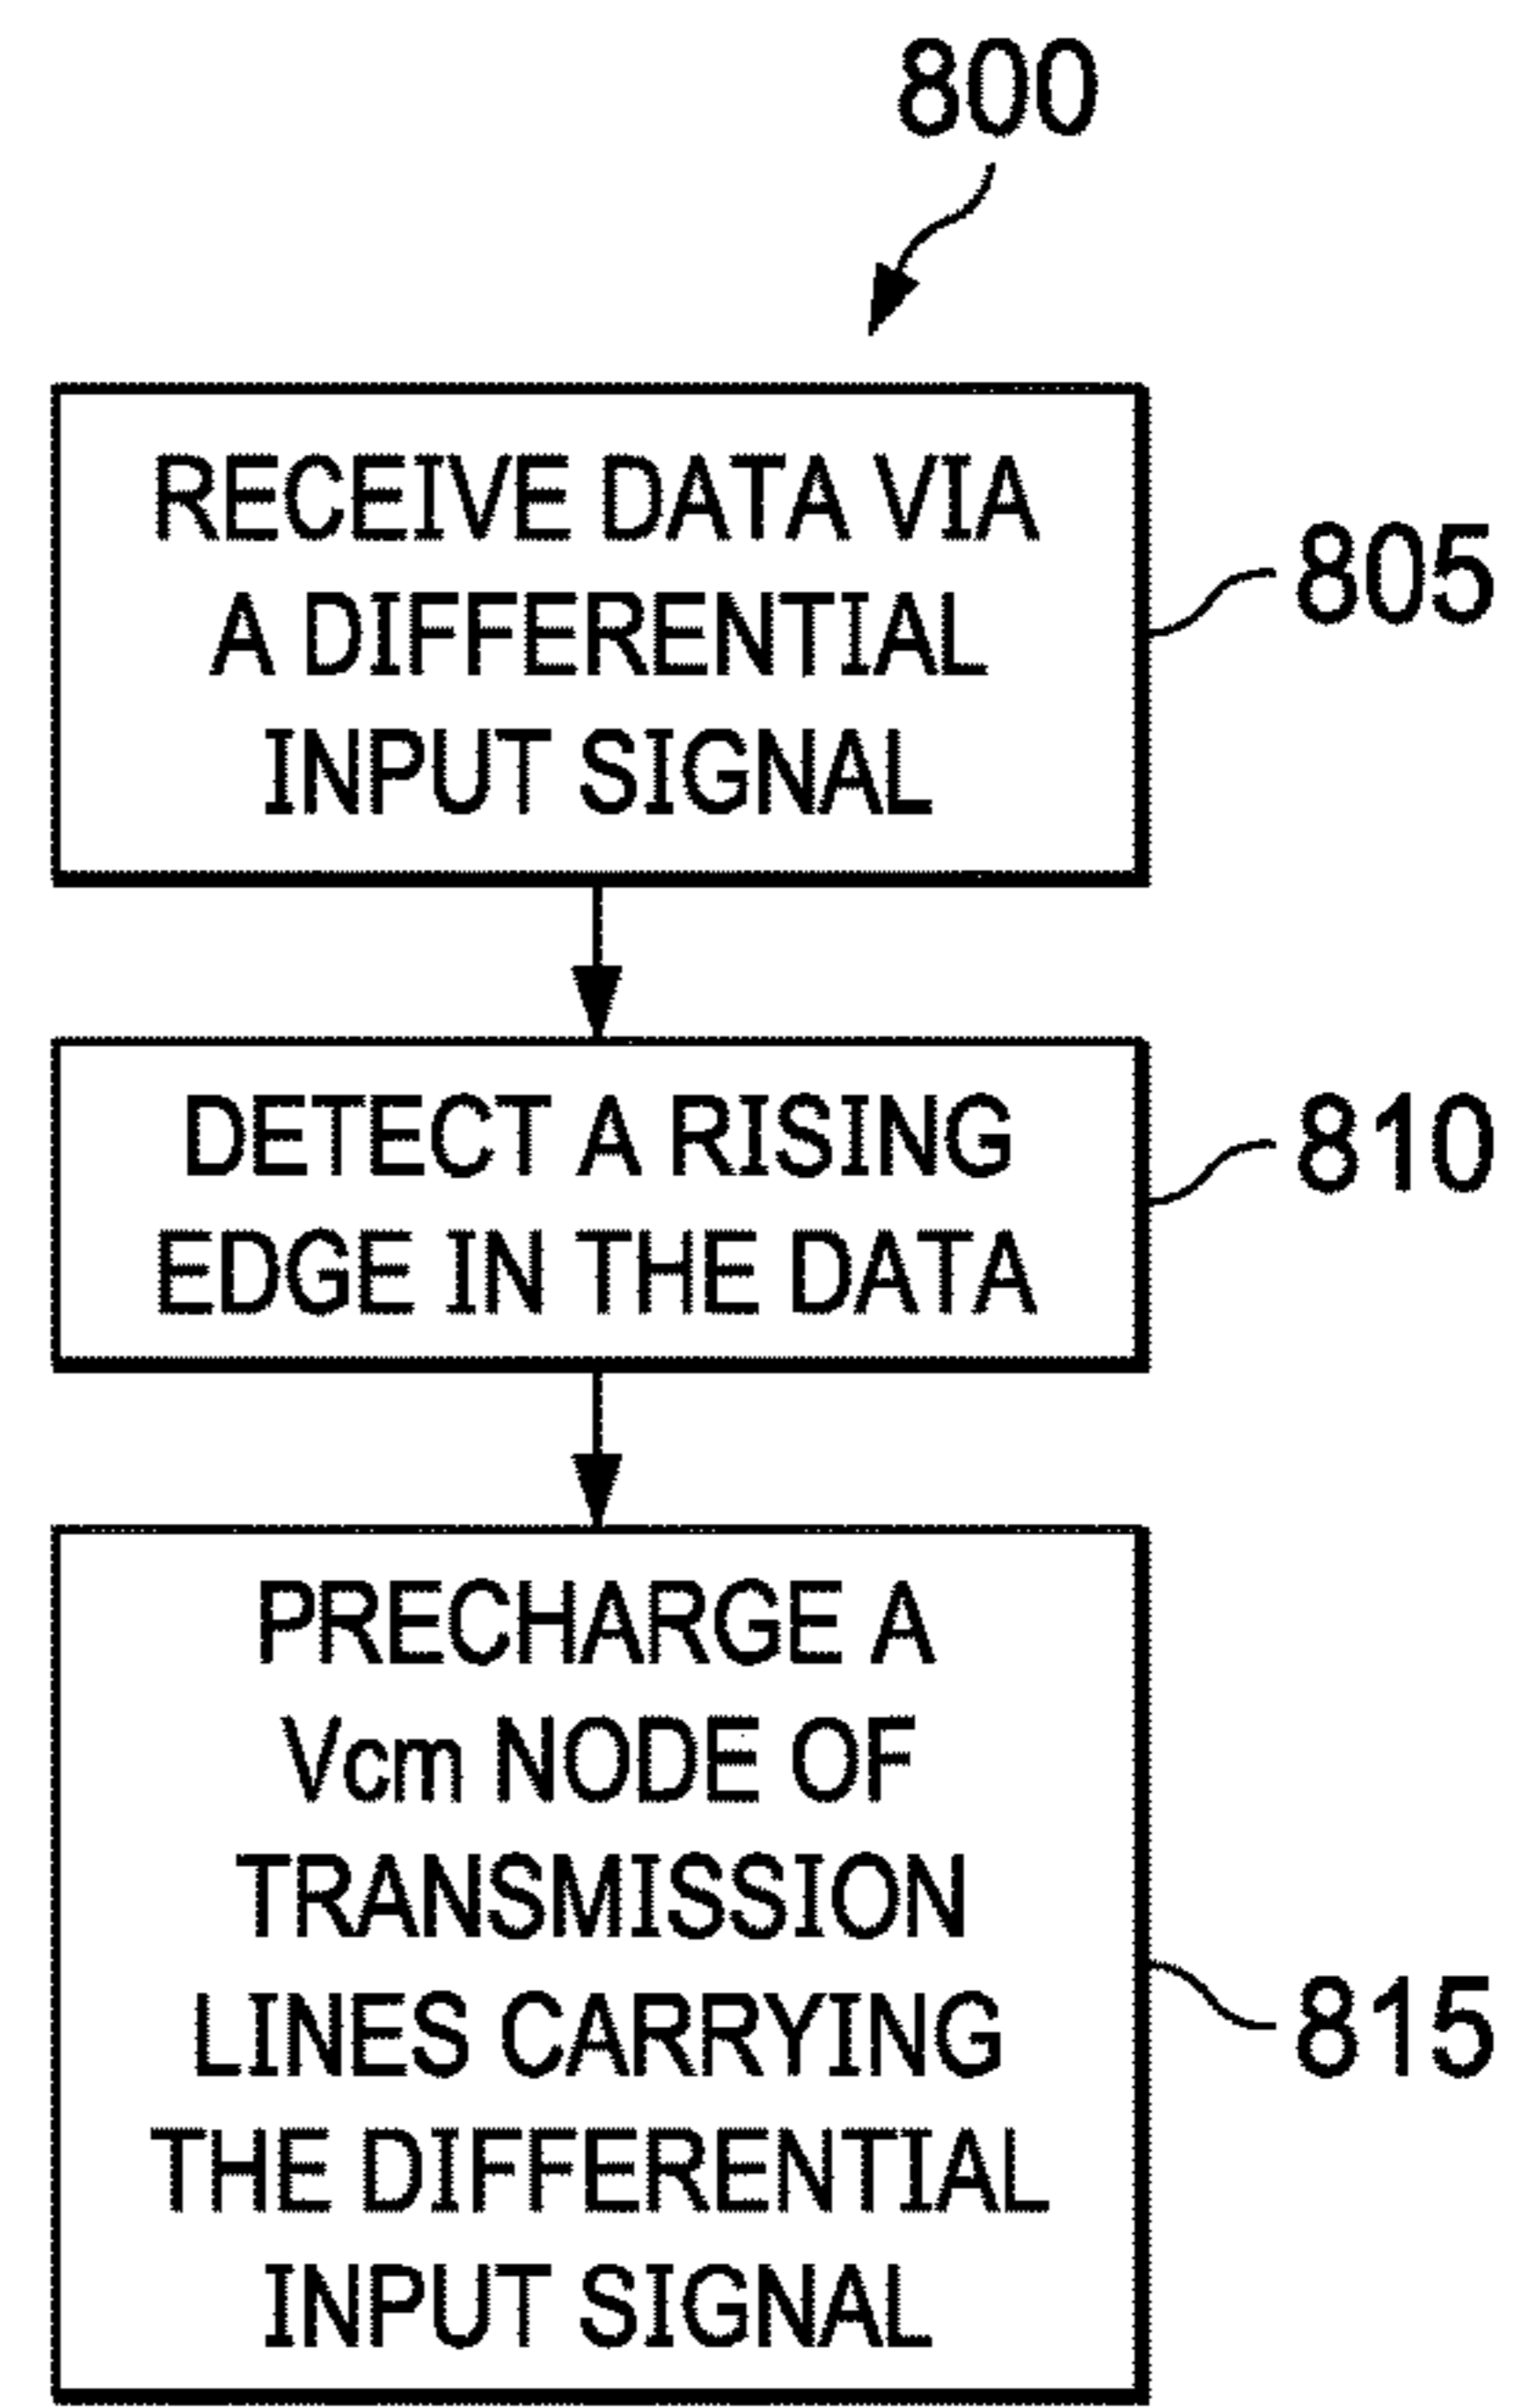 800
RECEIVE DATA VIA
A DIFFERENTIAL
INPUT SIGNAL
805
DETECT A RISING
EDGE IN THE DATA
810
PRECHARGE A
Vcm NODE OF
TRANSMISSION
LINES CARRYING
THE DIFFERENTIAL
INPUT SIGNAL
815